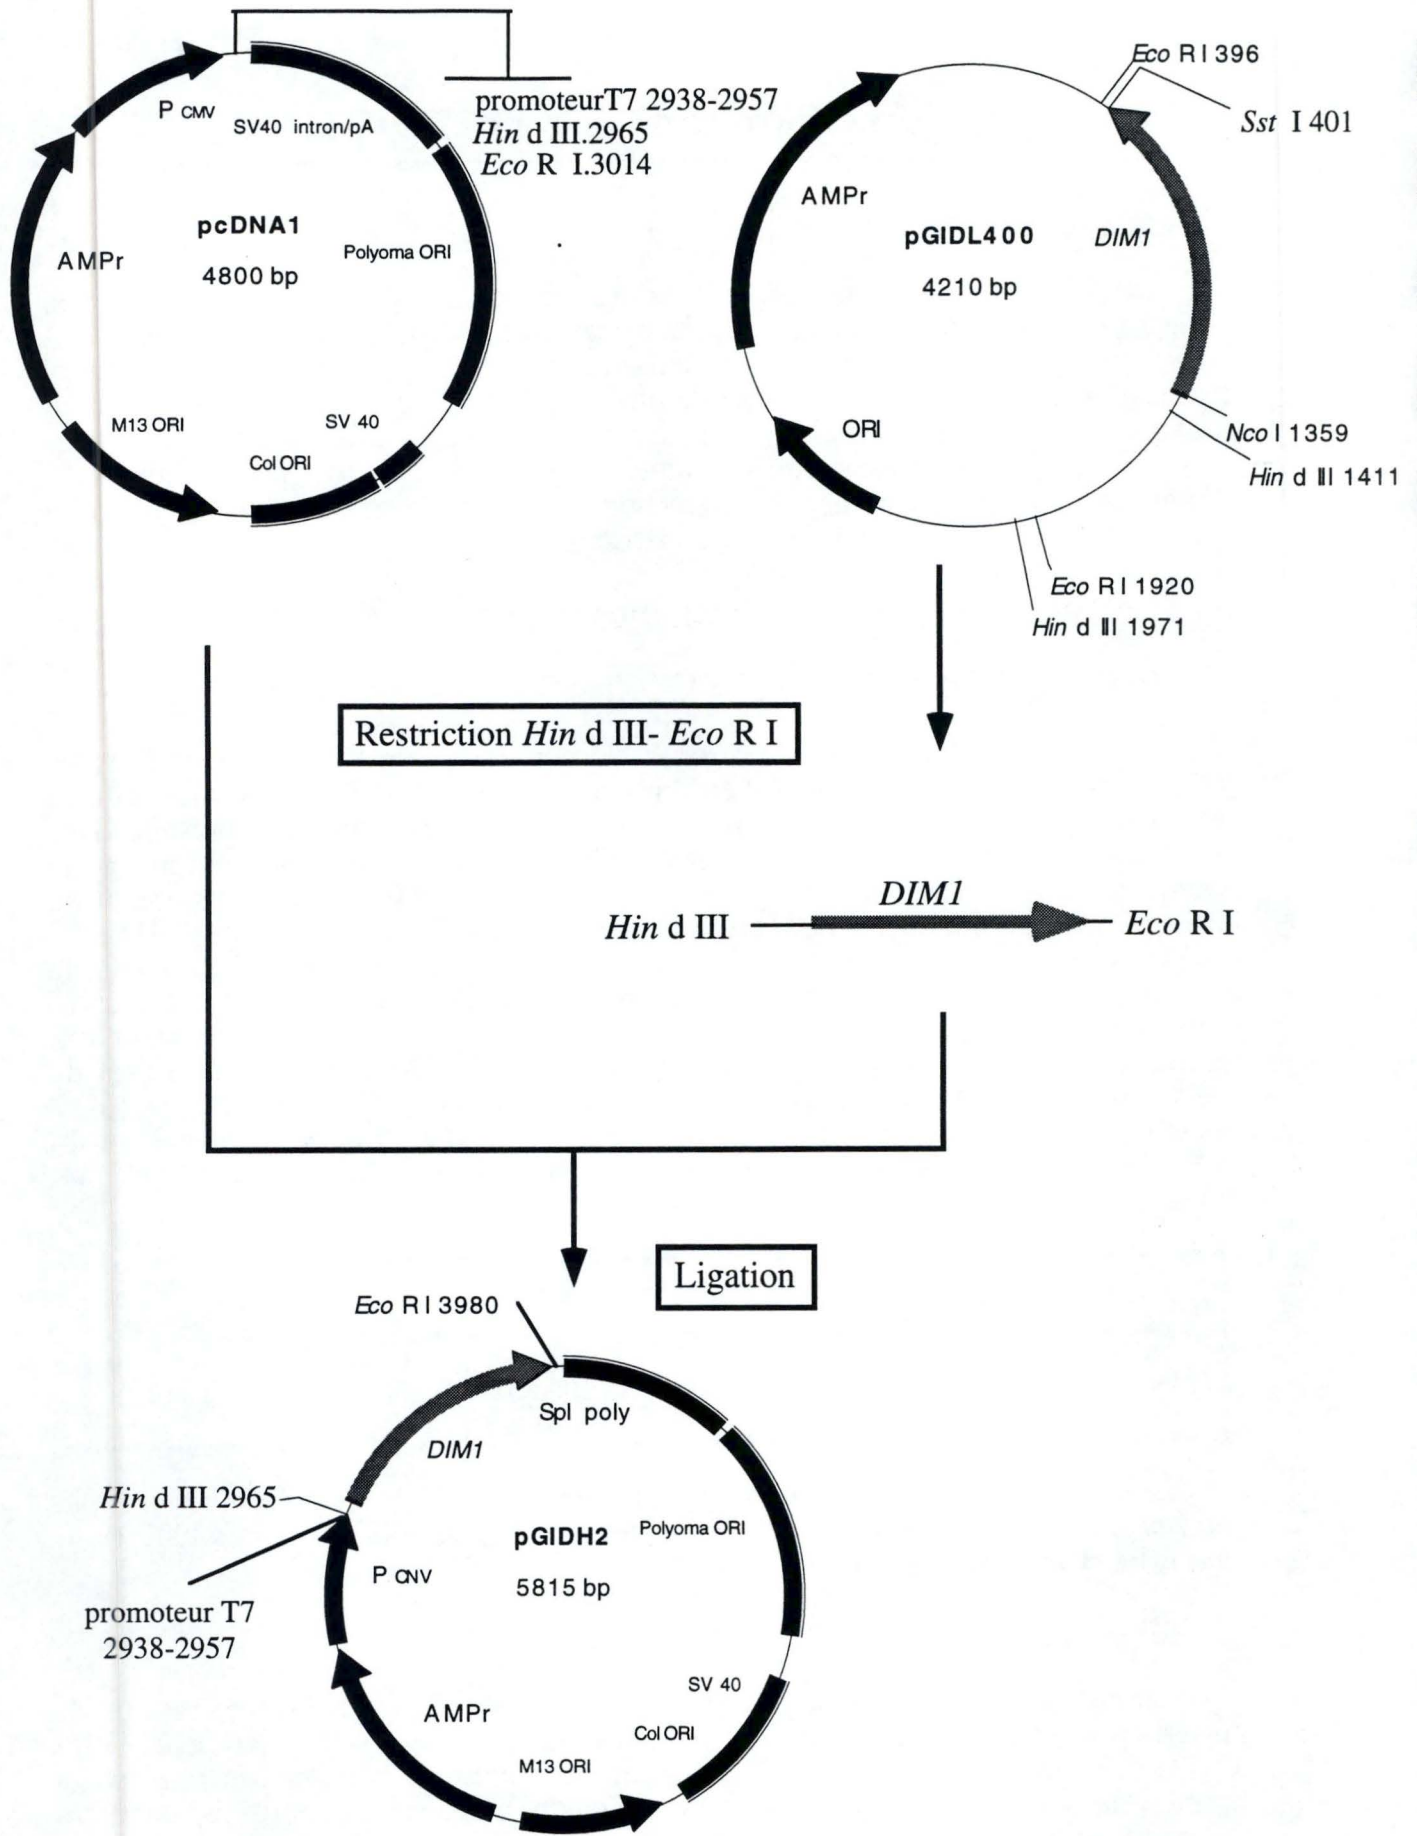 promoteurT7 2938-2957
Hin d III.2965
Eco R I.3014
P CMV
SV40 intron/pA
pcDNA1
4800 bp
AMPr
Polyoma ORI
M13 ORI
SV 40
Col ORI
Eco R I 396
Sst I 401
AMPr
pGIDL400
4210 bp
DIM1
ORI
Nco I 1359
Hin d III 1411
Eco R I 1920
Hin d III 1971
Restriction Hin d III- Eco R I
DIM1
Hin d III
Eco R I
Ligation
Eco R I 3980
Spl poly
DIM1
Hin d III 2965
pGIDH2
5815 bp
Polyoma ORI
P CNV
promoteur T7
2938-2957
SV 40
AMPr
Col ORI
M13 ORI